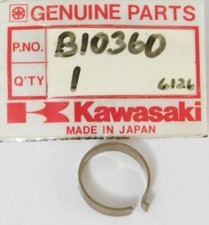 GENUINE PARTS
P.NO. B10360
Q'TY 1 6126
Kawasaki
MADE IN JAPAN